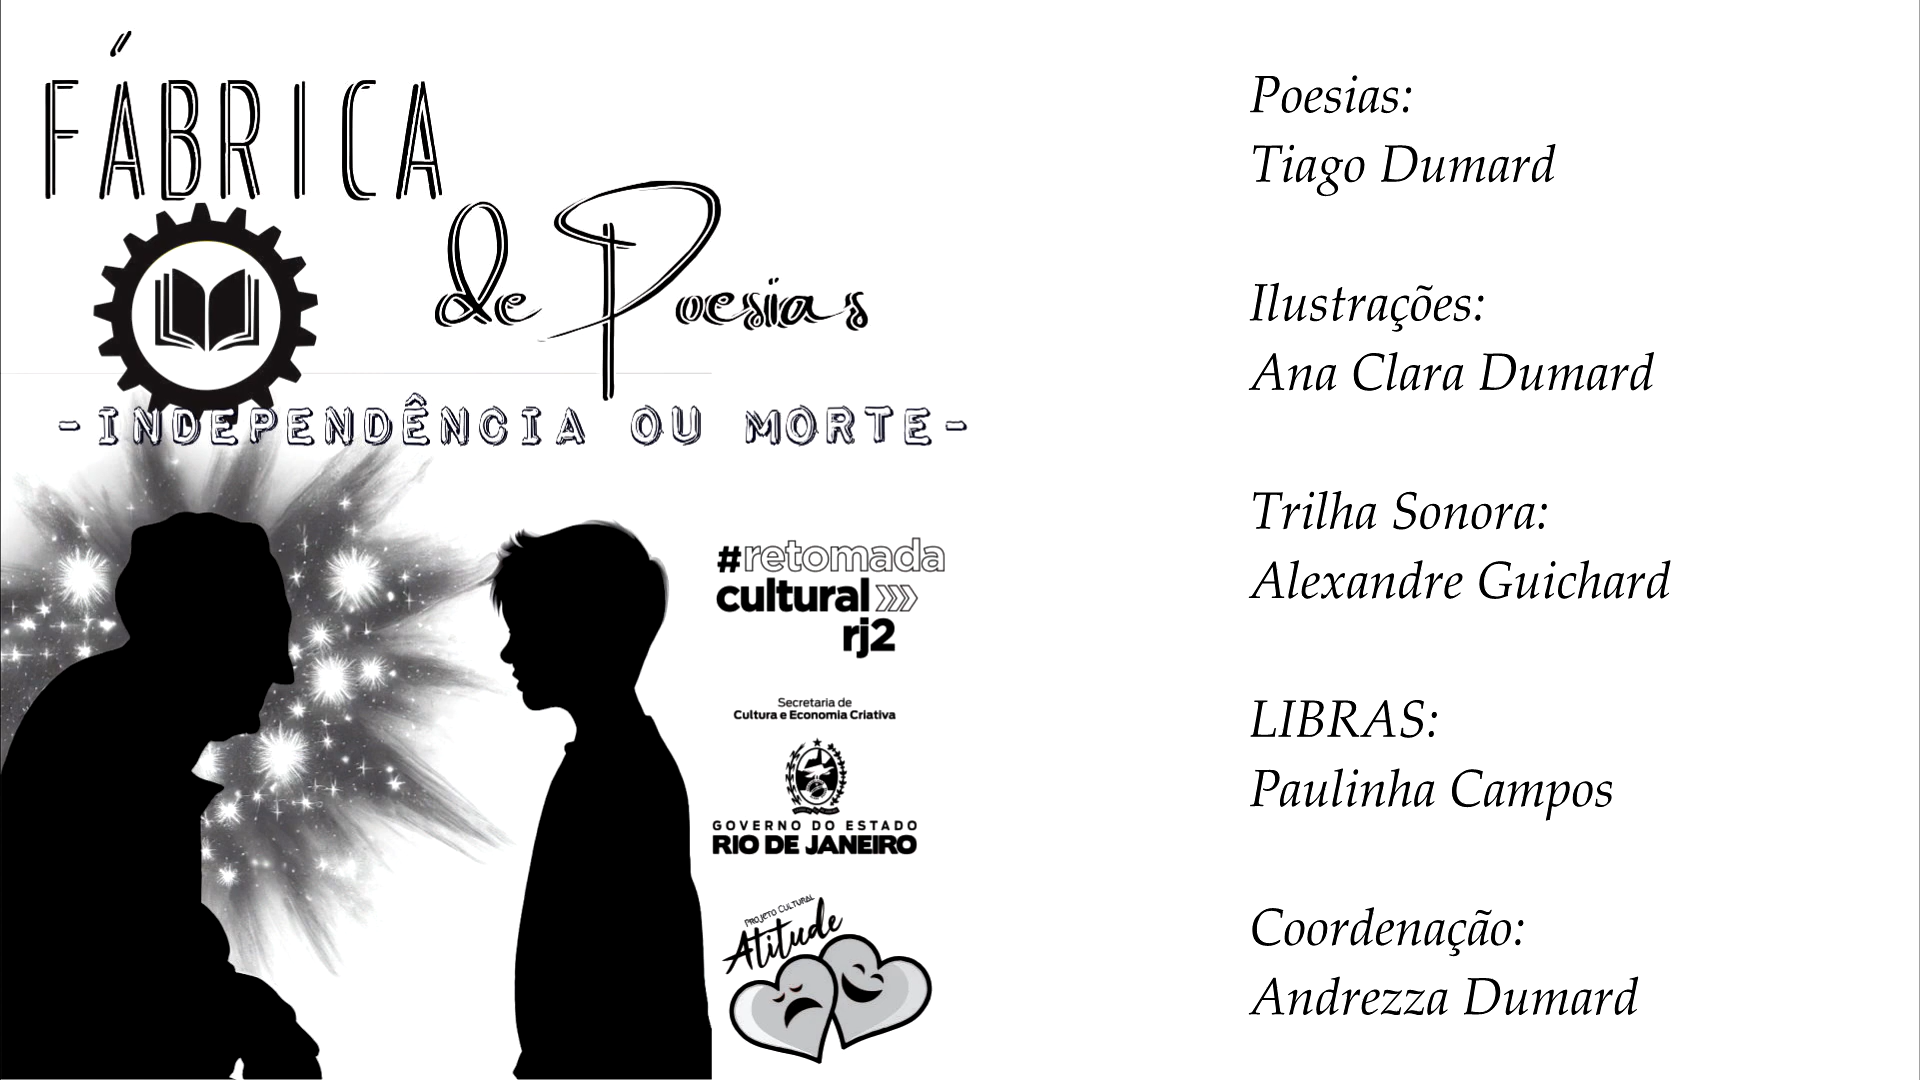 FÁBRICA
de Poesias
-INDEPENDÊNCIA OU MORTE-
#retomada
cultural
rj2
Secretaria de
Cultura e Economia Criativa
GOVERNO DO ESTADO
RIO DE JANEIRO
PROJETO CULTURAL
Atitude
Poesias:
Tiago Dumard
Ilustrações:
Ana Clara Dumard
Trilha Sonora:
Alexandre Guichard
LIBRAS:
Paulinha Campos
Coordenação:
Andrezza Dumard